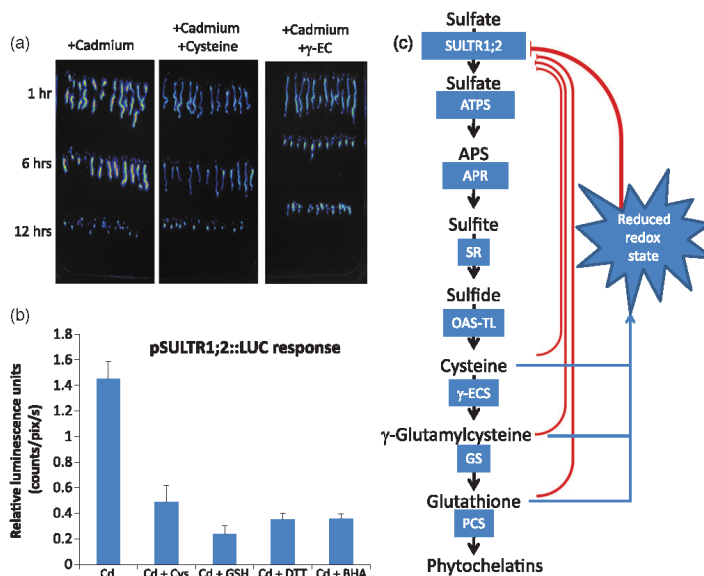 (a)
+Cadmium
+Cadmium
+Cysteine
+Cadmium
+γ-EC
1 hr
6 hrs
12 hrs
(b)
pSULTR1;2::LUC response
Relative luminescence units
(counts/pix/s)
1.8
1.6
1.4
1.2
1
0.8
0.6
0.4
0.2
0
Cd
Cd + Cys
Cd + GSH
Cd + DTT
Cd + BHA
(c)
Sulfate
SULTR1;2
Sulfate
ATPS
APS
APR
Sulfite
SR
Sulfide
OAS-TL
Cysteine
γ-ECS
γ-Glutamylcysteine
GS
Glutathione
PCS
Phytochelatins
Reduced
redox
state